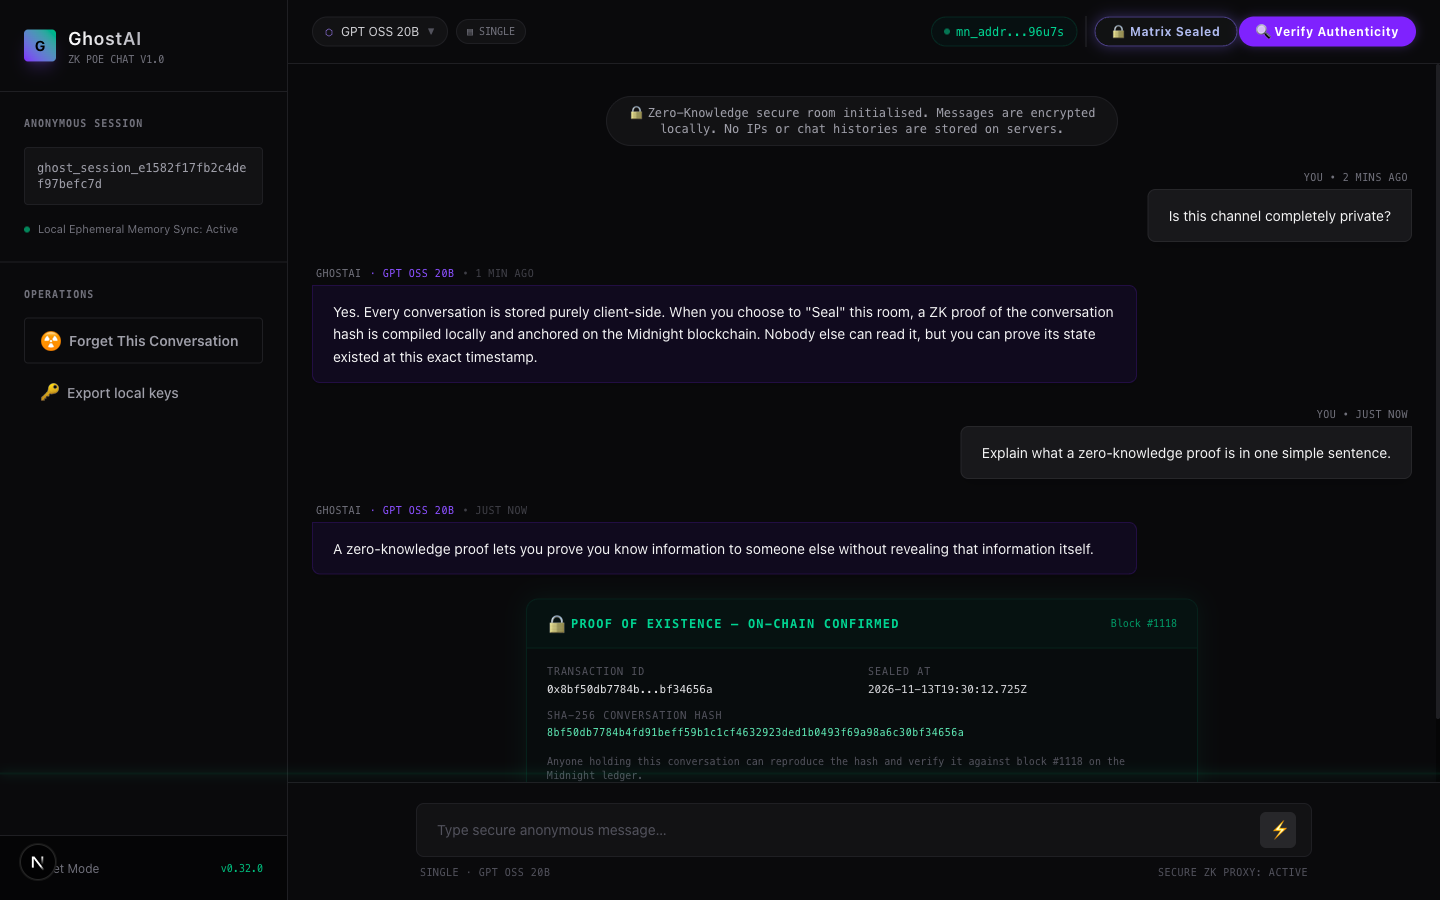 G
GhostAI
ZK POE CHAT V1.0
ANONYMOUS SESSION
ghost_session_e1582f17fb2c4de
f97befc7d
Local Ephemeral Memory Sync: Active
OPERATIONS
Forget This Conversation
Export local keys
et Mode
v0.32.0
GPT OSS 20B ▼
SINGLE
mn_addr...96u7s
Matrix Sealed
Verify Authenticity
Zero-Knowledge secure room initialised. Messages are encrypted
locally. No IPs or chat histories are stored on servers.
YOU • 2 MINS AGO
Is this channel completely private?
GHOSTAI · GPT OSS 20B • 1 MIN AGO
Yes. Every conversation is stored purely client-side. When you choose to "Seal" this room, a ZK proof of the conversation
hash is compiled locally and anchored on the Midnight blockchain. Nobody else can read it, but you can prove its state
existed at this exact timestamp.
YOU • JUST NOW
Explain what a zero-knowledge proof is in one simple sentence.
GHOSTAI · GPT OSS 20B • JUST NOW
A zero-knowledge proof lets you prove you know information to someone else without revealing that information itself.
PROOF OF EXISTENCE — ON-CHAIN CONFIRMED
Block #1118
TRANSACTION ID
SEALED AT
0x8bf50db7784b...bf34656a
2026-11-13T19:30:12.725Z
SHA-256 CONVERSATION HASH
8bf50db7784b4fd91beff59b1c1cf4632923ded1b0493f69a98a6c30bf34656a
Anyone holding this conversation can reproduce the hash and verify it against block #1118 on the
Midnight ledger.
Type secure anonymous message...
SINGLE · GPT OSS 20B
SECURE ZK PROXY: ACTIVE